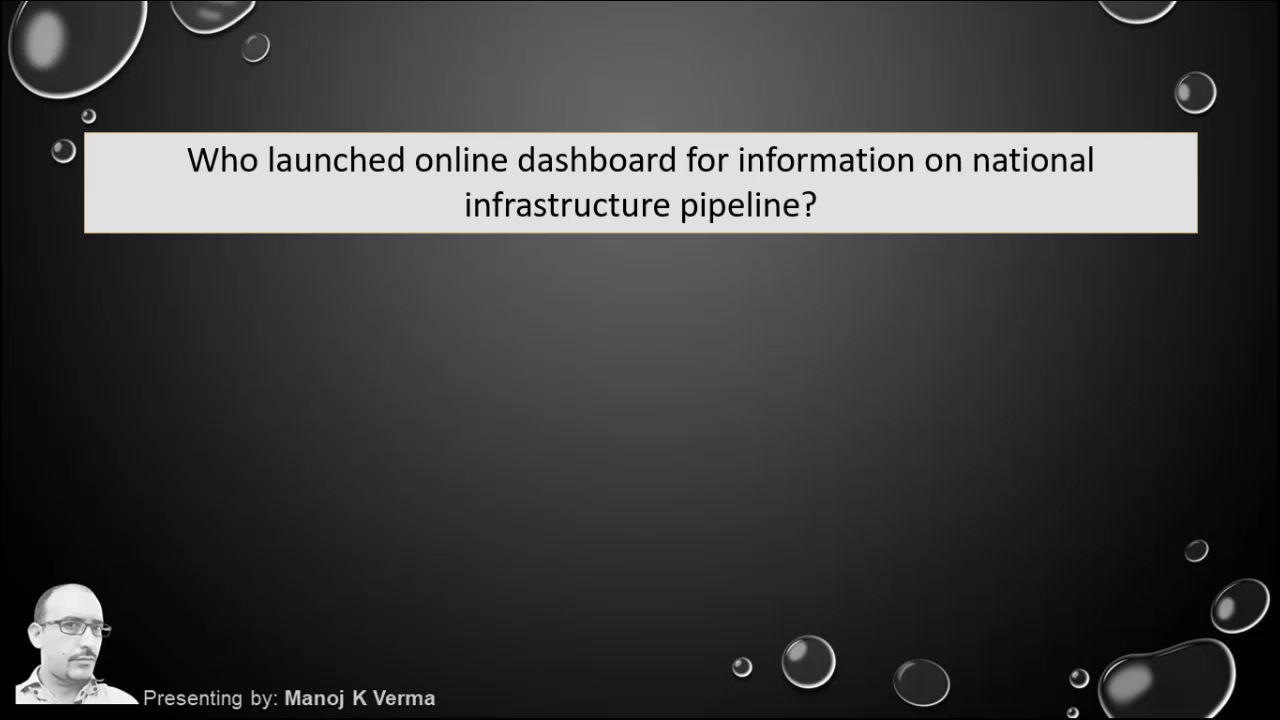 Who launched online dashboard for information on national
infrastructure pipeline?
Presenting by: Manoj K Verma